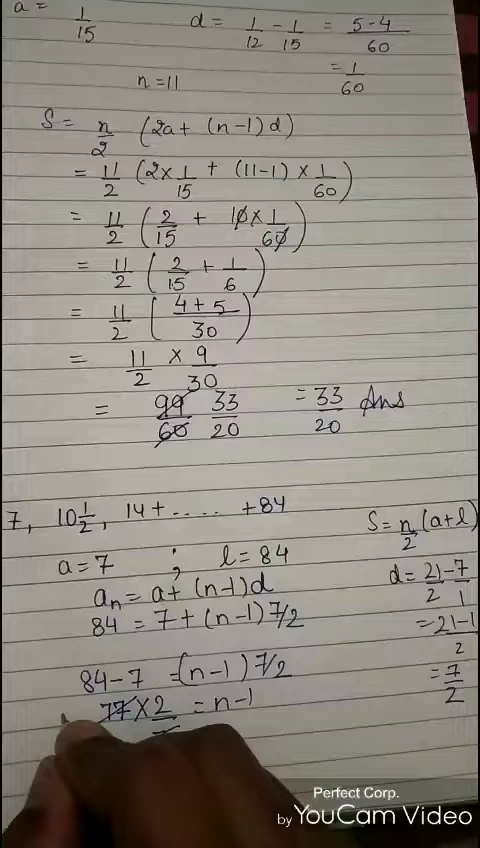 a = 1/15    d = 1/12 - 1/15 = 5-4/60
= 1/60
n = 11
S = n/2 (2a + (n-1)d)
= 11/2 (2×1/15 + (11-1) × 1/60)
= 11/2 (2/15 + 10×1/60)
= 11/2 (2/15 + 1/6)
= 11/2 (4+5/30)
= 11/2 × 9/30
= 99/60 33/20    = 33/20 Ans
7, 10 1/2, 14 + ..... + 84
S = n/2 (a+l)
a = 7 ; l = 84
d = 21/2 - 7/1
an = a + (n-1)d
84 = 7 + (n-1) 7/2
= 21-1/2
84-7 = (n-1) 7/2
= 7/2
77 × 2 = n-1
Perfect Corp.
by YouCam Video